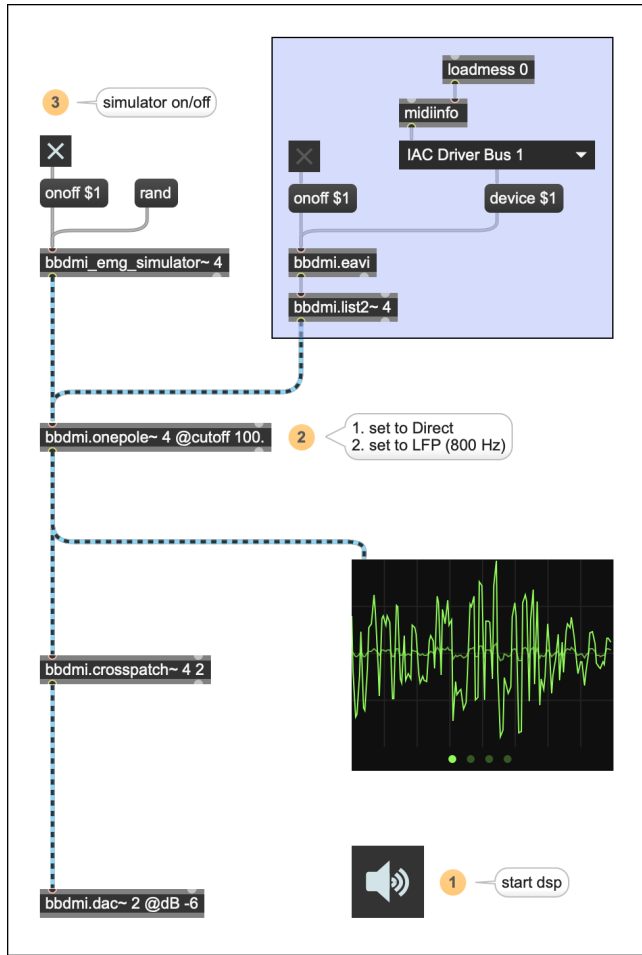 loadmess 0
3
simulator on/off
midiinfo
IAC Driver Bus 1
onoff $1
rand
onoff $1
device $1
bbdmi_emg_simulator~ 4
bbdmi.eavi
bbdmi.list2~ 4
bbdmi.onepole~ 4 @cutoff 100.
2
1. set to Direct
2. set to LFP (800 Hz)
bbdmi.crosspatch~ 4 2
1
start dsp
bbdmi.dac~ 2 @dB -6